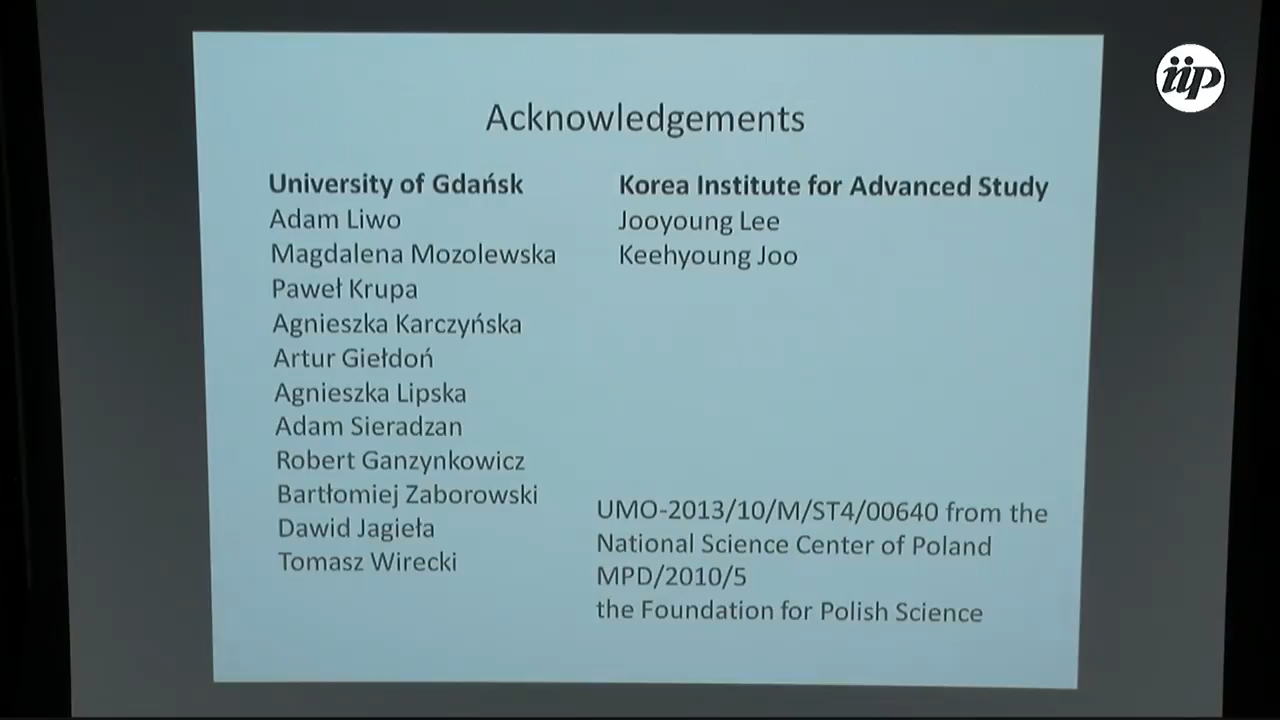 iip
Acknowledgements
University of Gdańsk
Adam Liwo
Magdalena Mozolewska
Paweł Krupa
Agnieszka Karczyńska
Artur Giełdoń
Agnieszka Lipska
Adam Sieradzan
Robert Ganzynkowicz
Bartłomiej Zaborowski
Dawid Jagieła
Tomasz Wirecki
Korea Institute for Advanced Study
Jooyoung Lee
Keehyoung Joo
UMO-2013/10/M/ST4/00640 from the
National Science Center of Poland
MPD/2010/5
the Foundation for Polish Science